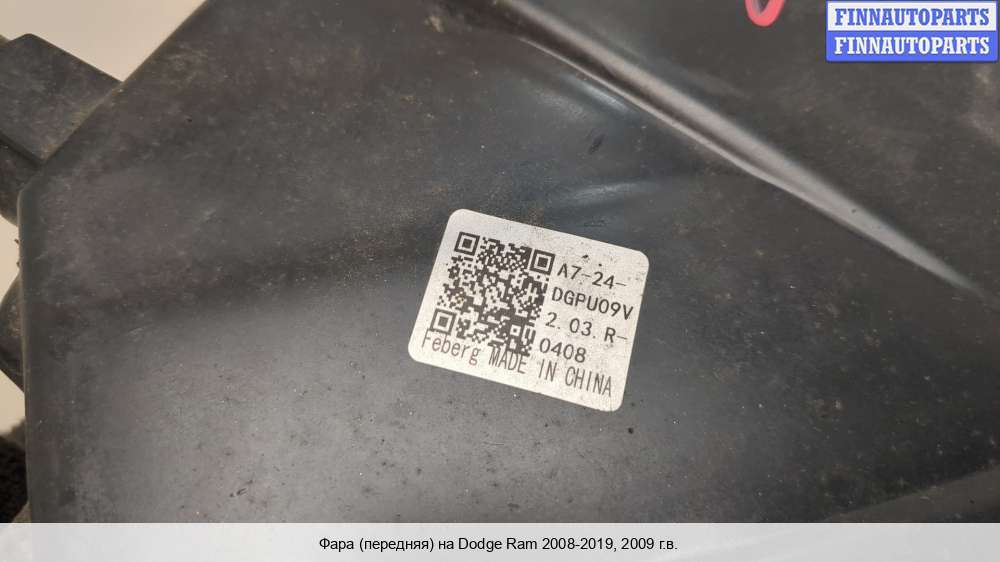 FINNAUTOPARTS
FINNAUTOPARTS
A7-24-
DGPU09V
2.03.R-
0408
Feberg MADE IN CHINA
Фара (передняя) на Dodge Ram 2008-2019, 2009 г.в.